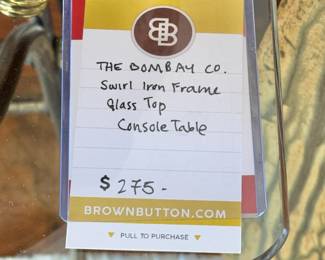 BB
THE BOMBAY CO.
Swirl Iron Frame
glass Top
Console Table
$ 275-
BROWNBUTTON.COM
PULL TO PURCHASE